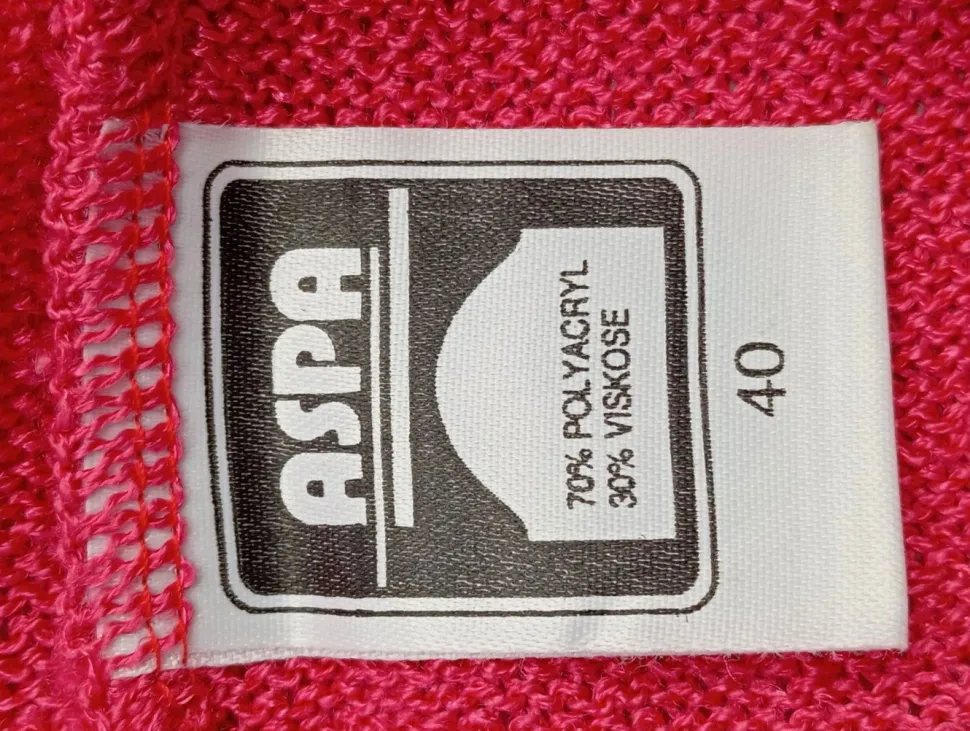 ASPA
70% POLYACRYL
30% VISKOSE
40